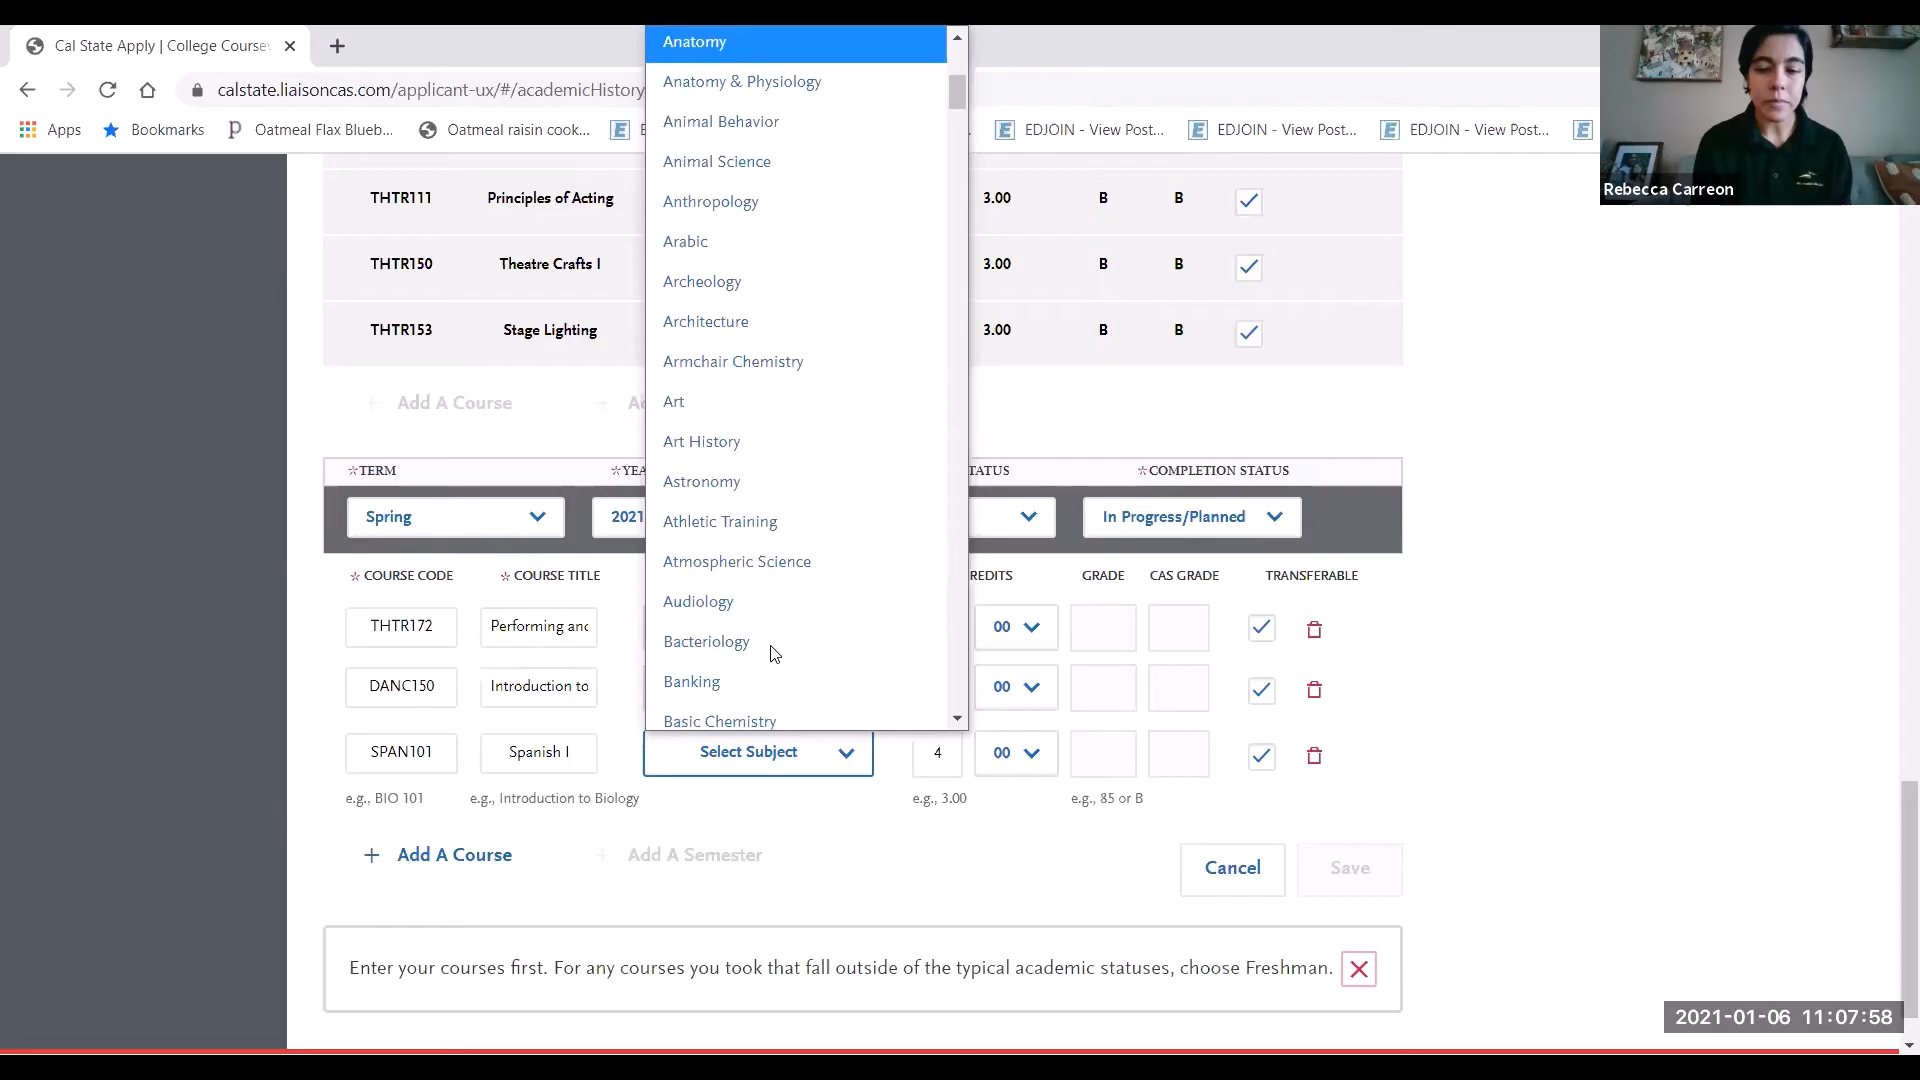 Cal State Apply | College Course
calstate.liaisoncas.com/applicant-ux/#/academicHistory
Apps
Bookmarks
Oatmeal Flax Blueb...
Oatmeal raisin cook...
EDJOIN - View Post...
EDJOIN - View Post...
EDJOIN - View Post...
Rebecca Carreon
Anatomy
Anatomy & Physiology
Animal Behavior
Animal Science
Anthropology
Arabic
Archeology
Architecture
Armchair Chemistry
Art
Art History
Astronomy
Athletic Training
Atmospheric Science
Audiology
Bacteriology
Banking
Basic Chemistry
THTR111 Principles of Acting 3.00 B B
THTR150 Theatre Crafts I 3.00 B B
THTR153 Stage Lighting 3.00 B B
Add A Course
*TERM *YEA TATUS *COMPLETION STATUS
Spring 2021 In Progress/Planned
* COURSE CODE * COURSE TITLE REDITS GRADE CAS GRADE TRANSFERABLE
THTR172 Performing and 00
DANC150 Introduction to 00
SPAN101 Spanish I Select Subject 4 00
e.g., BIO 101 e.g., Introduction to Biology e.g., 3.00 e.g., 85 or B
+ Add A Course + Add A Semester
Cancel Save
Enter your courses first. For any courses you took that fall outside of the typical academic statuses, choose Freshman.
2021-01-06 11:07:58